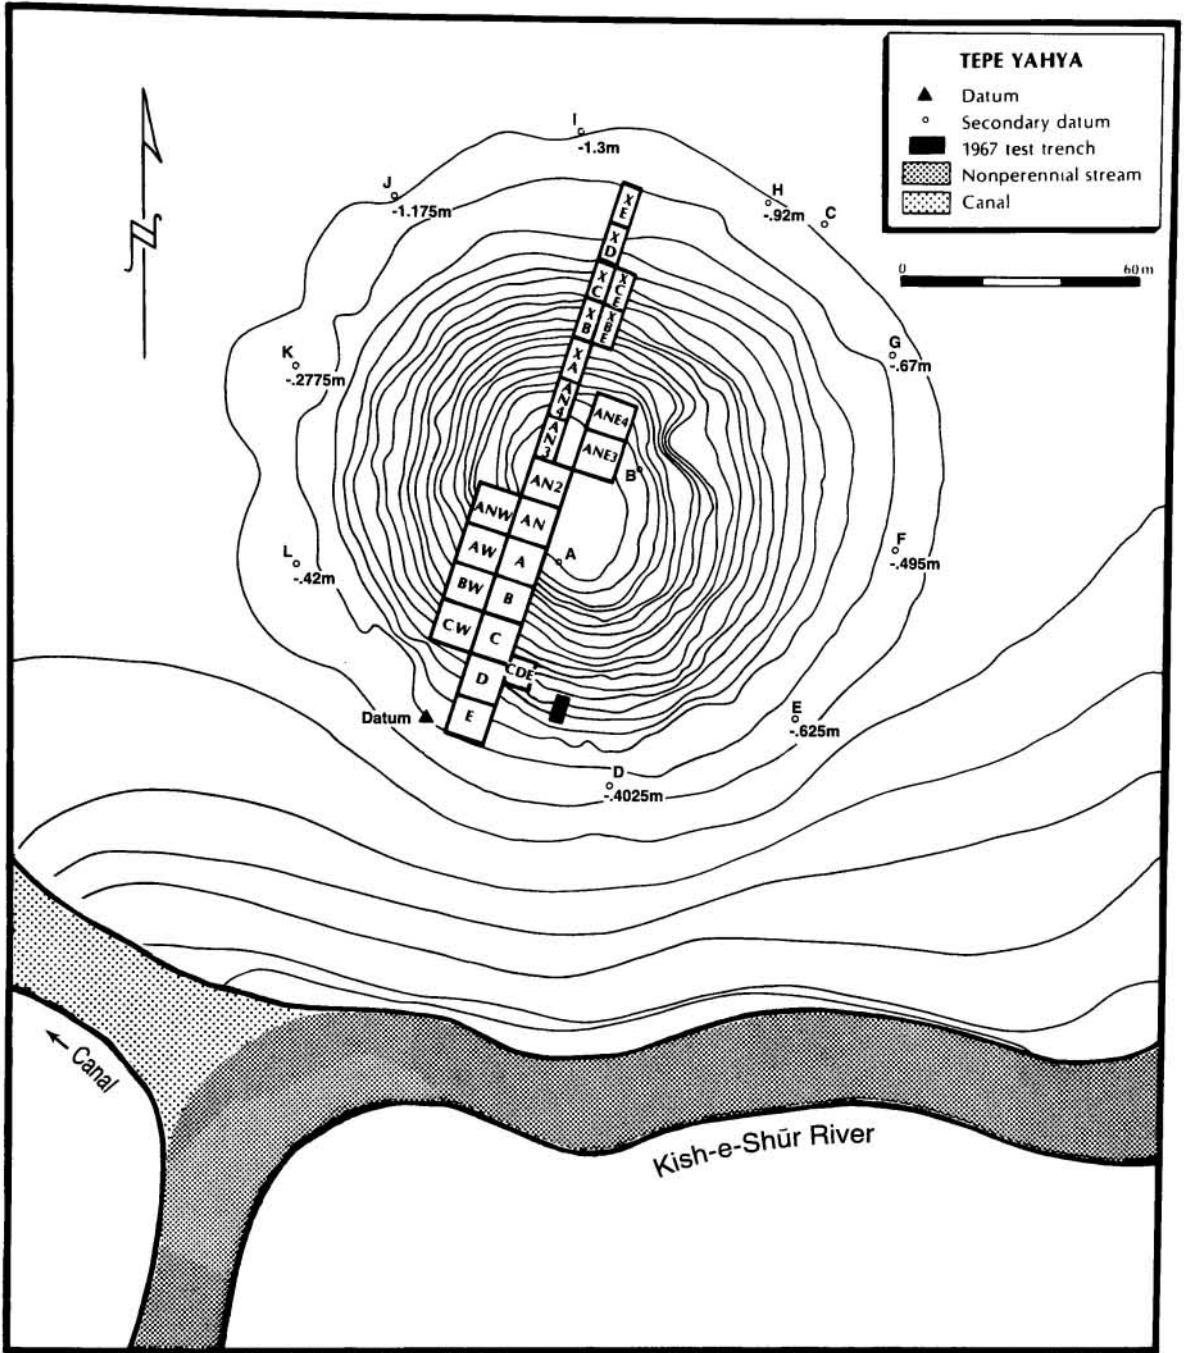 TEPE YAHYA
Datum
Secondary datum
1967 test trench
Nonperennial stream
Canal
0 60m
I
-1.3m
J
-1.175m
H
-.92m
C
G
-.67m
K
-.2775m
L
-.42m
F
-.495m
E
-.625m
D
-.4025m
Datum
B
A
XE
XD
XC
XCE
XB
XBE
XA
AN4
AN3
ANE4
ANE3
AN2
ANW
AN
AW
A
BW
B
CW
C
D
CDE
E
Canal
Kish-e-Shūr River